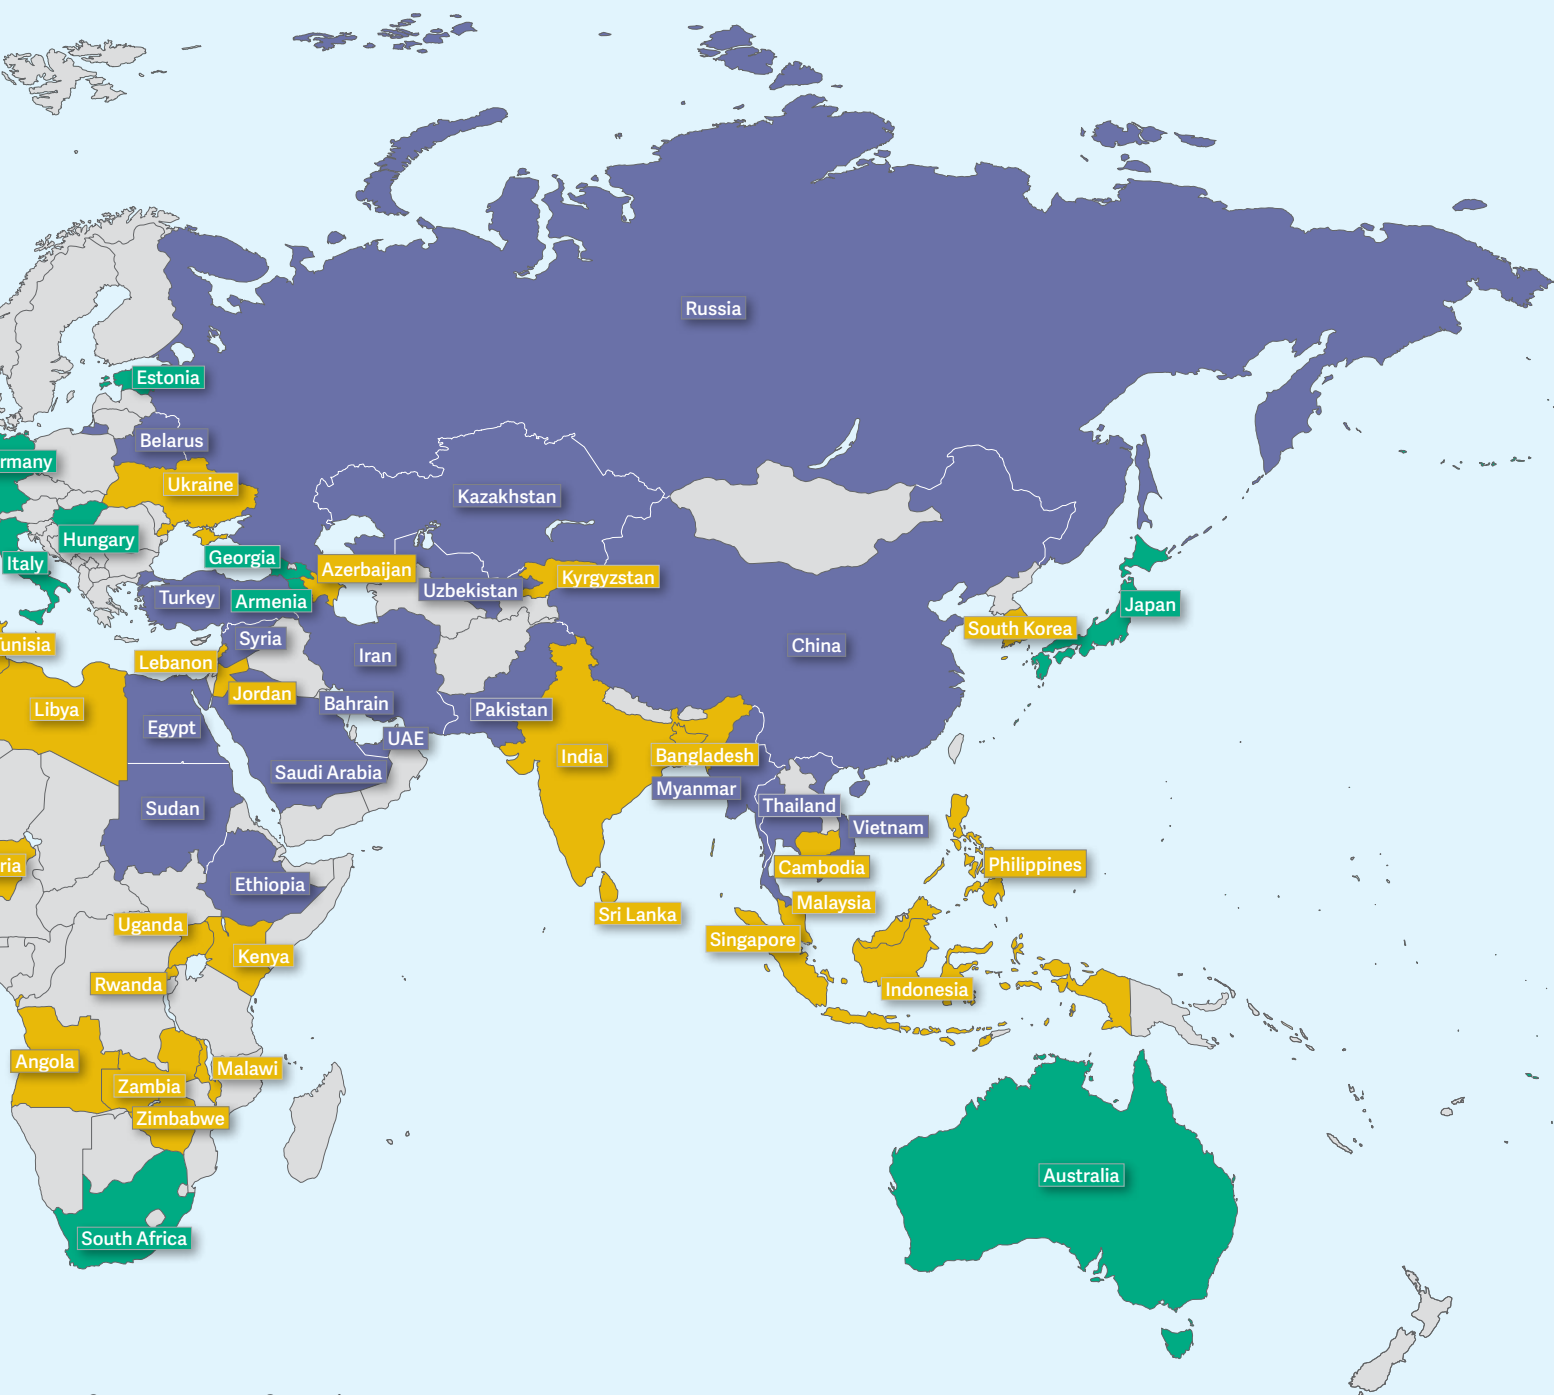 Russia
Estonia
Belarus
rmany
Ukraine
Kazakhstan
Hungary
Georgia
Italy
Azerbaijan
Kyrgyzstan
Uzbekistan
Turkey
Armenia
Japan
South Korea
Syria
Tunisia
China
Iran
Lebanon
Jordan
Bahrain
Libya
Pakistan
Egypt
UAE
India
Bangladesh
Saudi Arabia
Myanmar
Sudan
Thailand
Vietnam
ria
Cambodia
Philippines
Ethiopia
Malaysia
Sri Lanka
Uganda
Singapore
Kenya
Rwanda
Indonesia
Angola
Malawi
Zambia
Zimbabwe
Australia
South Africa